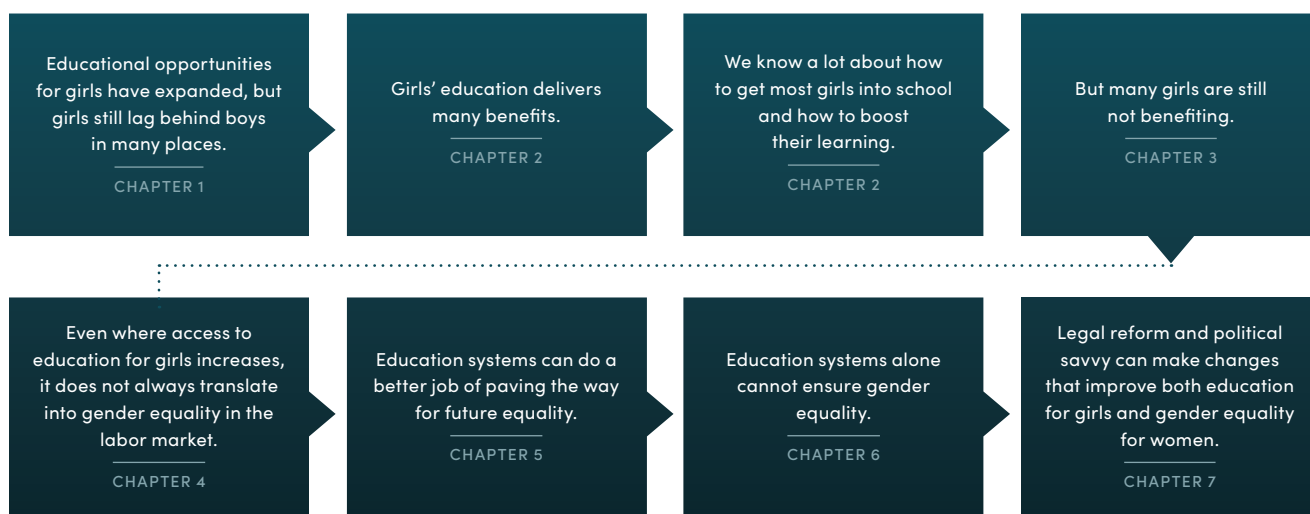 Educational opportunities
for girls have expanded, but
girls still lag behind boys
in many places.
CHAPTER 1
Girls’ education delivers
many benefits.
CHAPTER 2
We know a lot about how
to get most girls into school
and how to boost
their learning.
CHAPTER 2
But many girls are still
not benefiting.
CHAPTER 3
Even where access to
education for girls increases,
it does not always translate
into gender equality in the
labor market.
CHAPTER 4
Education systems can do a
better job of paving the way
for future equality.
CHAPTER 5
Education systems alone
cannot ensure gender
equality.
CHAPTER 6
Legal reform and political
savvy can make changes
that improve both education
for girls and gender equality
for women.
CHAPTER 7